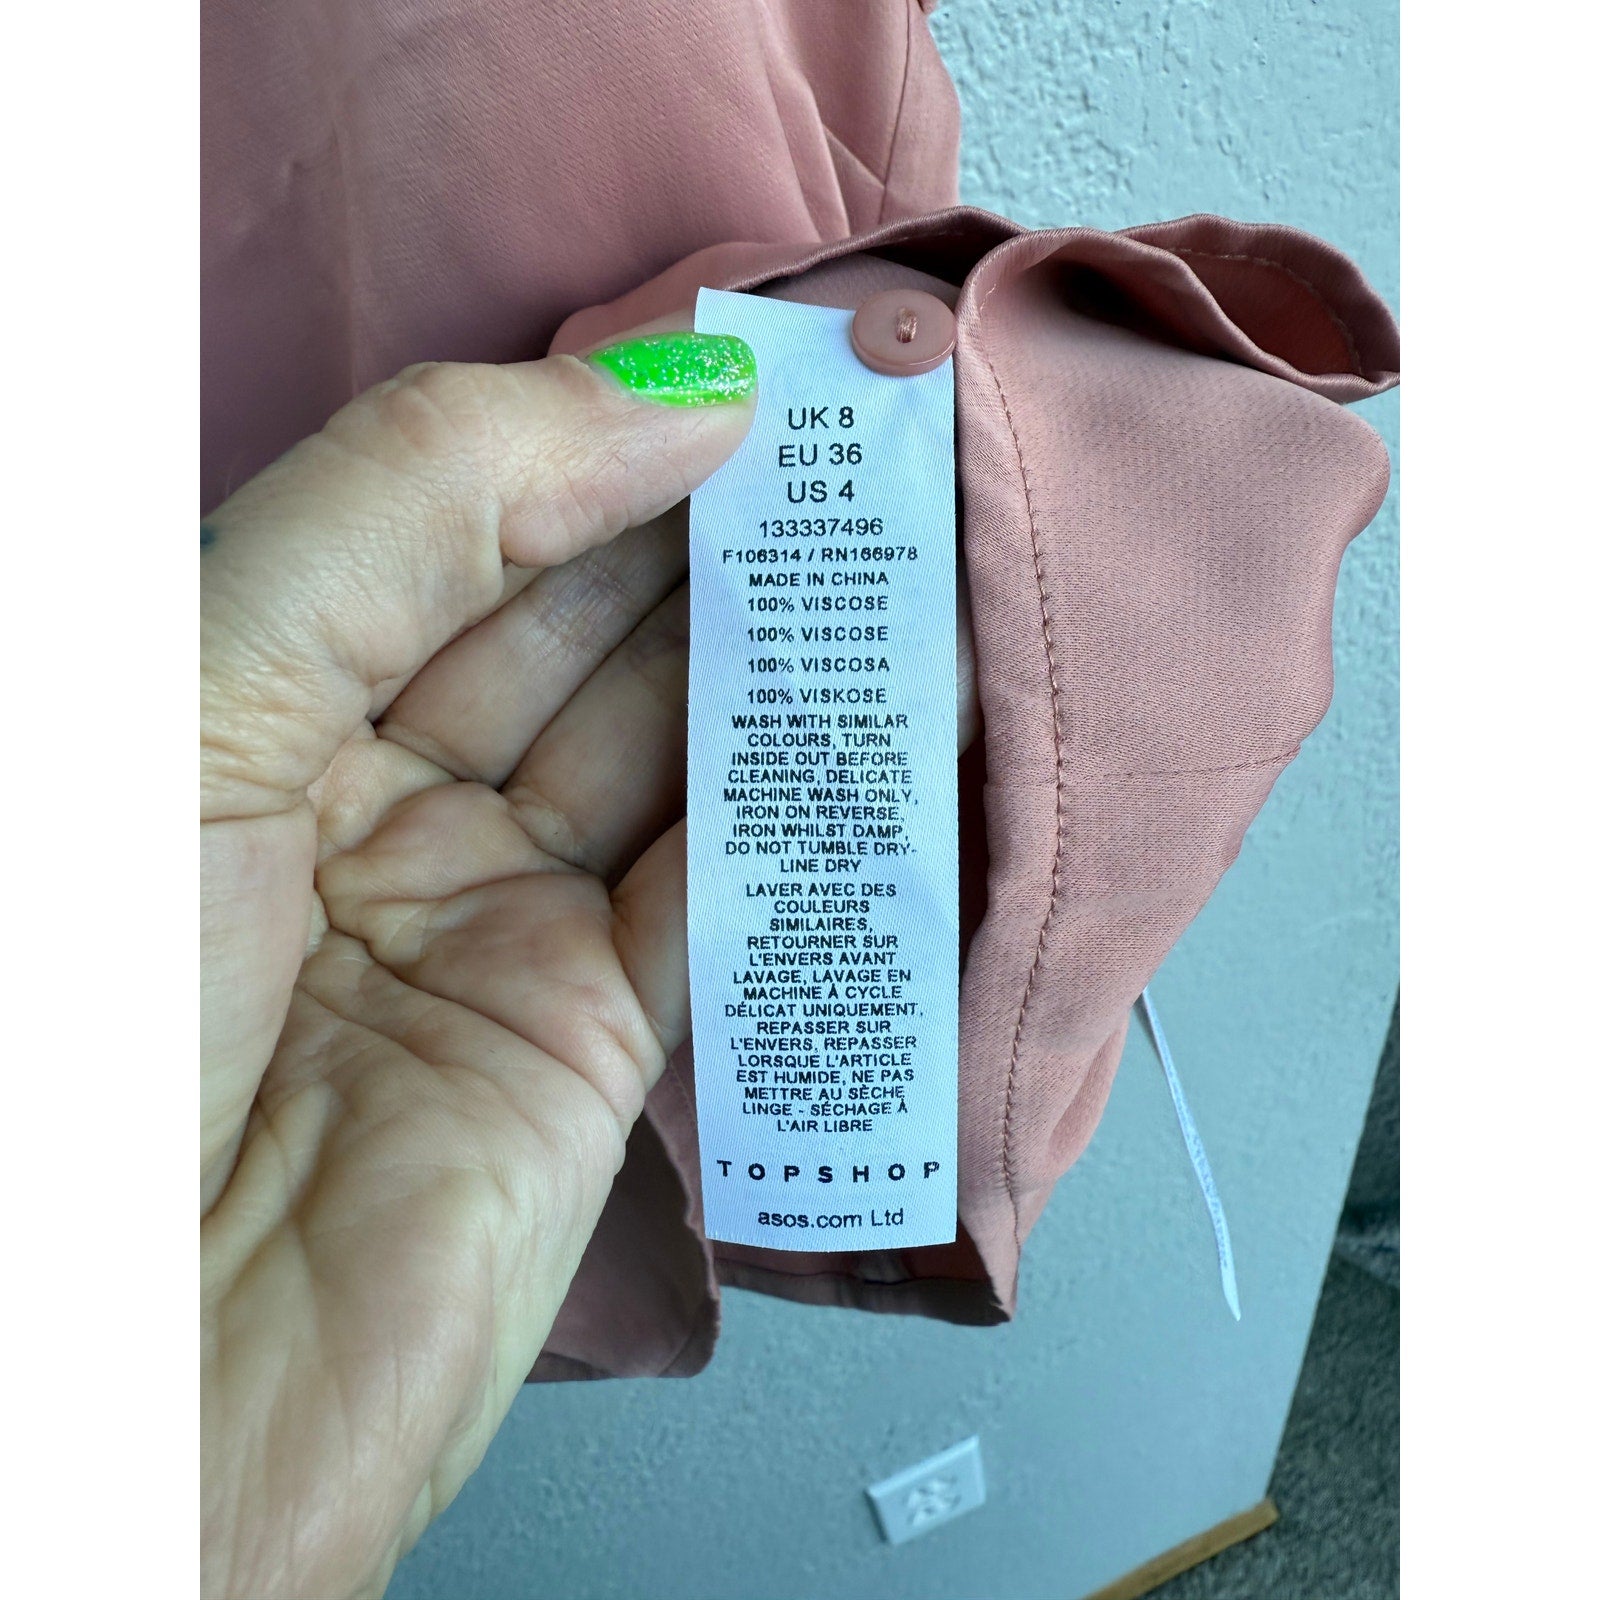 UK 8
EU 36
US 4
133337496
F106314 / RN166978
MADE IN CHINA
100% VISCOSE
100% VISCOSE
100% VISCOSA
100% VISKOSE
WASH WITH SIMILAR
COLOURS, TURN
INSIDE OUT BEFORE
CLEANING, DELICATE
MACHINE WASH ONLY,
IRON ON REVERSE,
IRON WHILST DAMP,
DO NOT TUMBLE DRY-
LINE DRY
LAVER AVEC DES
COULEURS
SIMILAIRES,
RETOURNER SUR
L'ENVERS AVANT
LAVAGE, LAVAGE EN
MACHINE À CYCLE
DÉLICAT UNIQUEMENT,
REPASSER SUR
L'ENVERS, REPASSER
LORSQUE L'ARTICLE
EST HUMIDE, NE PAS
METTRE AU SÈCHE
LINGE - SÉCHAGE À
L'AIR LIBRE
TOPSHOP
asos.com Ltd